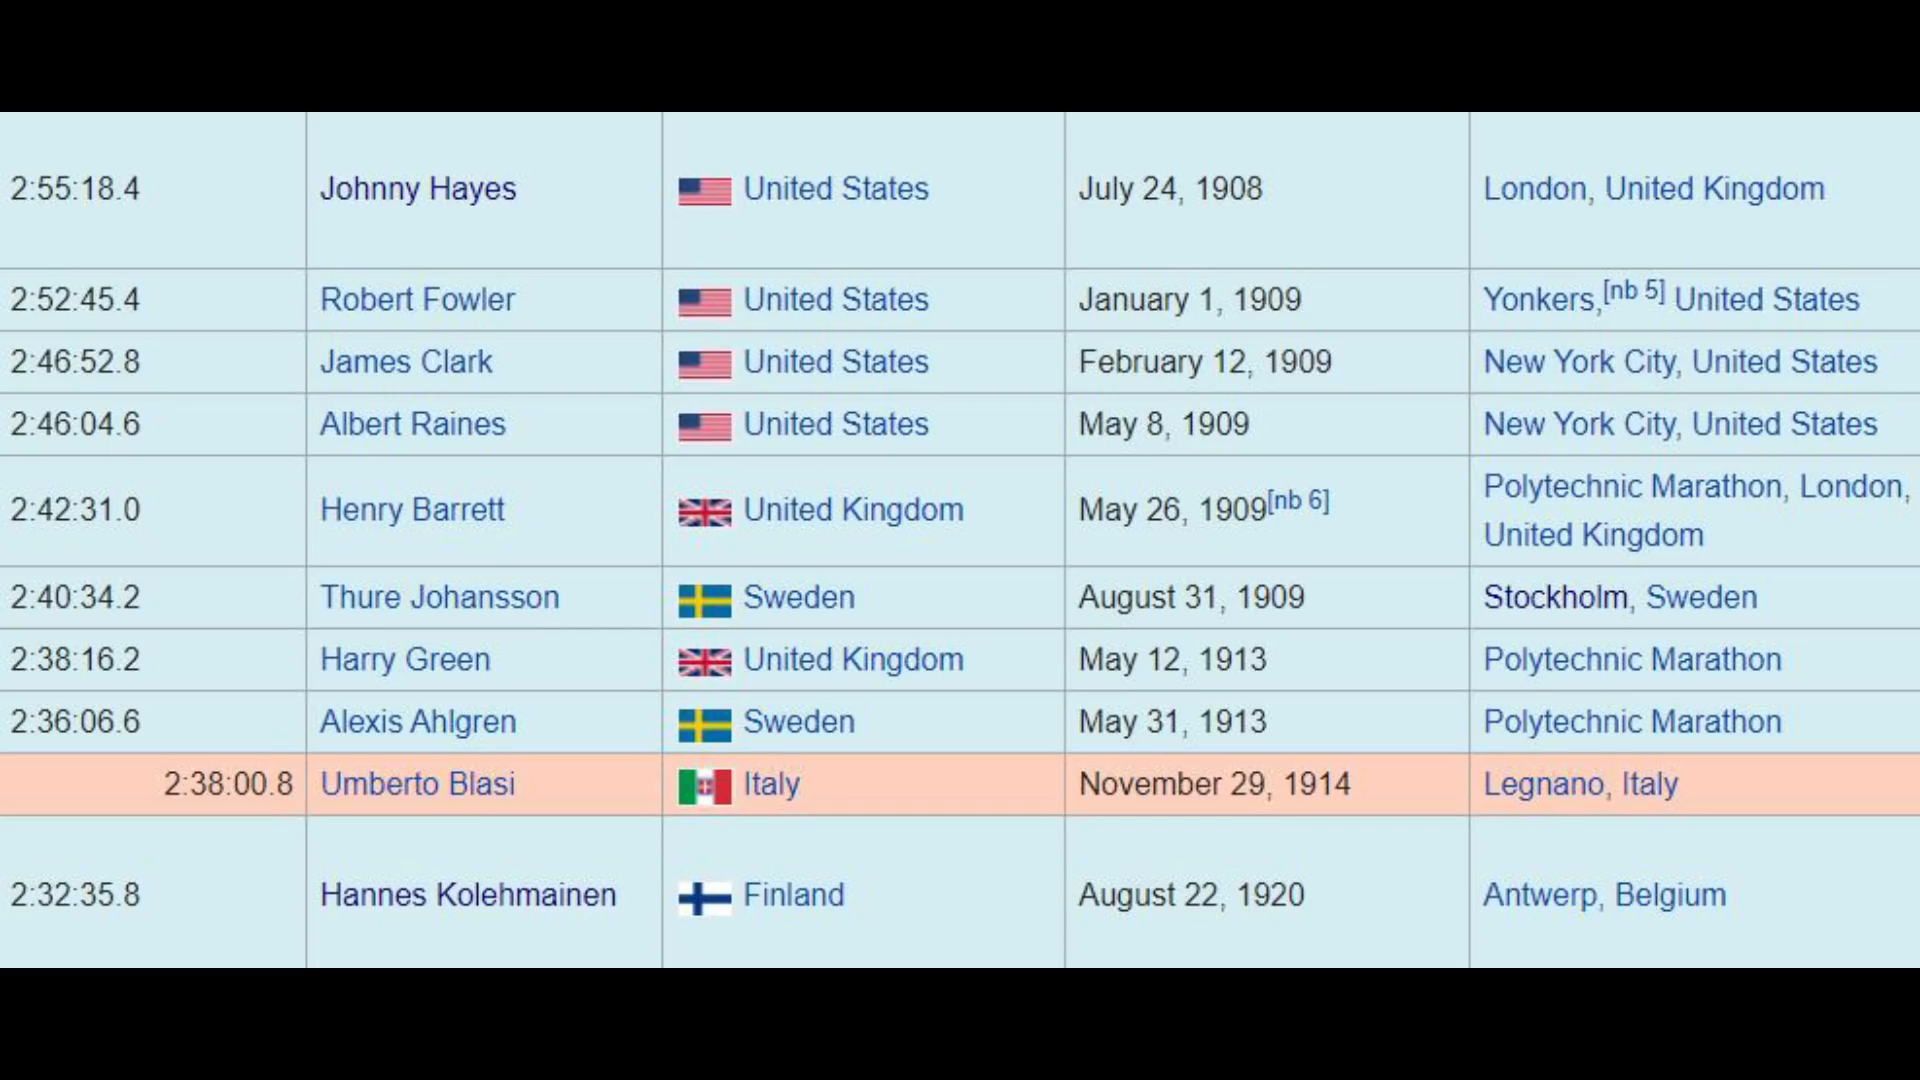 2:55:18.4 Johnny Hayes United States July 24, 1908 London, United Kingdom
2:52:45.4 Robert Fowler United States January 1, 1909 Yonkers,[nb 5] United States
2:46:52.8 James Clark United States February 12, 1909 New York City, United States
2:46:04.6 Albert Raines United States May 8, 1909 New York City, United States
2:42:31.0 Henry Barrett United Kingdom May 26, 1909[nb 6] Polytechnic Marathon, London,
United Kingdom
2:40:34.2 Thure Johansson Sweden August 31, 1909 Stockholm, Sweden
2:38:16.2 Harry Green United Kingdom May 12, 1913 Polytechnic Marathon
2:36:06.6 Alexis Ahlgren Sweden May 31, 1913 Polytechnic Marathon
2:38:00.8 Umberto Blasi Italy November 29, 1914 Legnano, Italy
2:32:35.8 Hannes Kolehmainen Finland August 22, 1920 Antwerp, Belgium